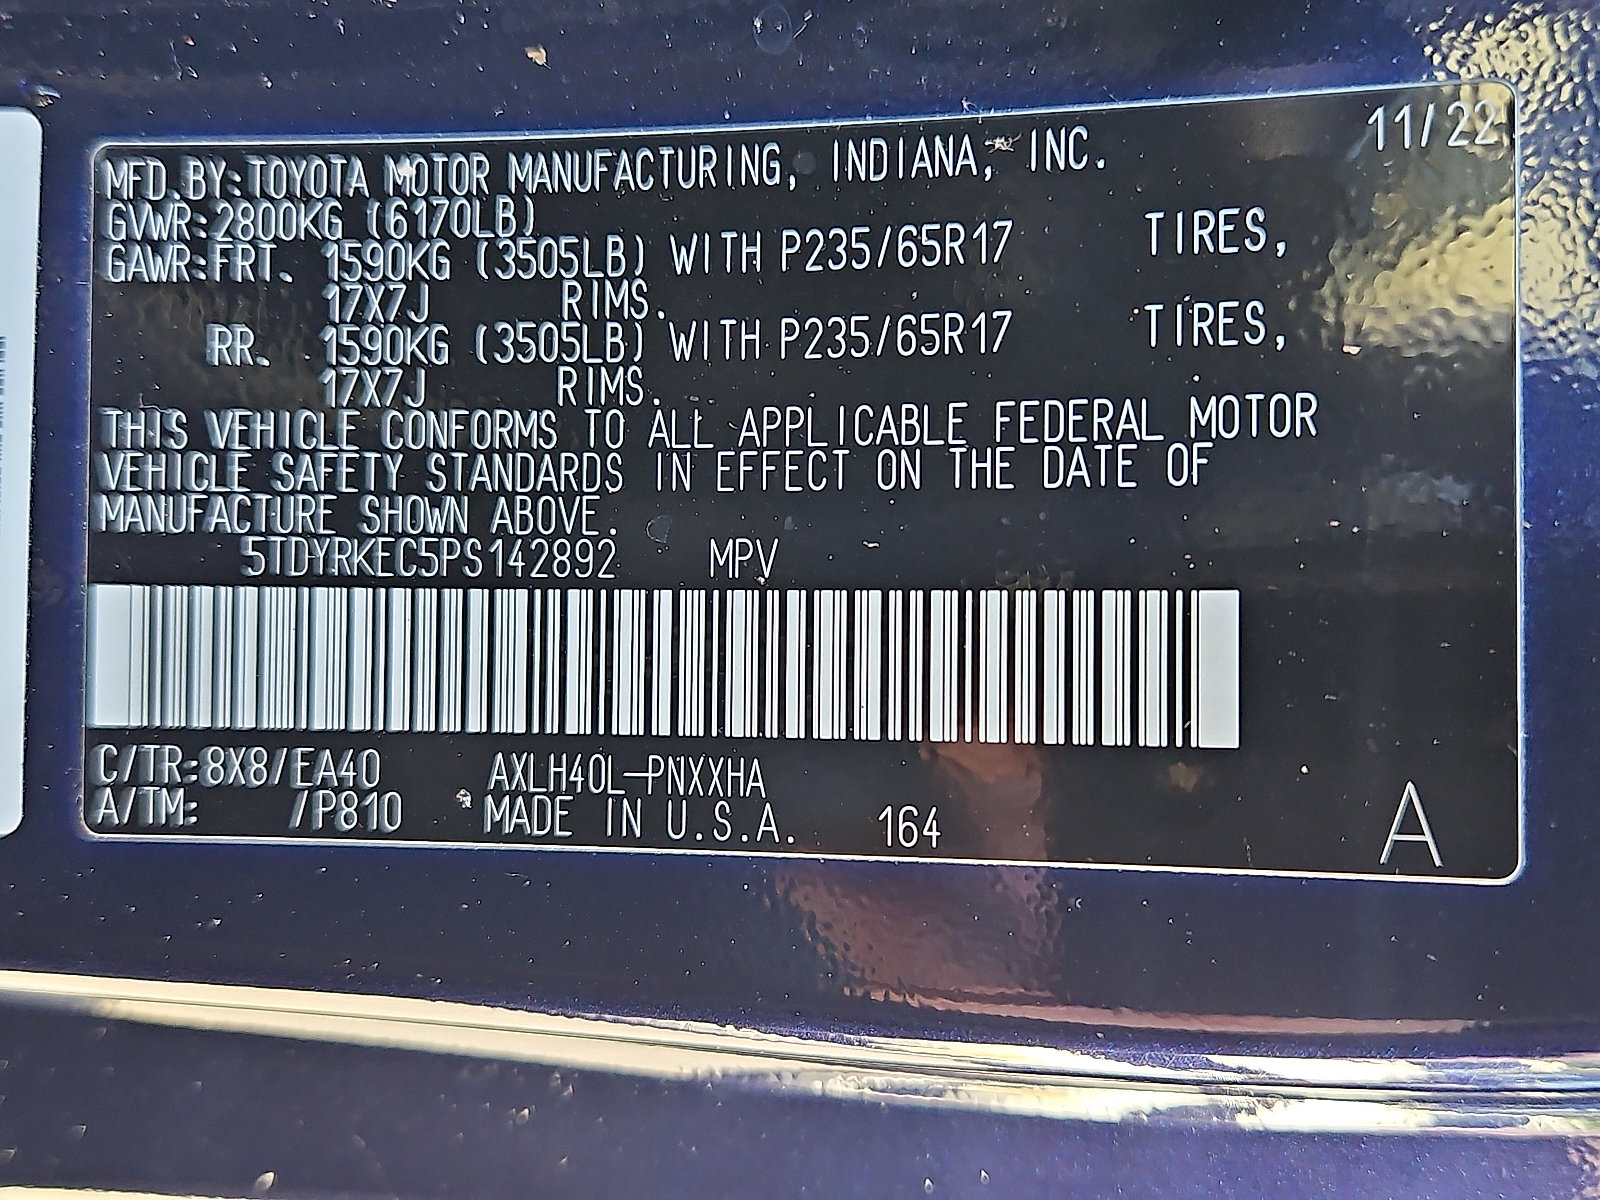 11/22
MFD.BY:TOYOTA MOTOR MANUFACTURING, INDIANA, INC.
GVWR:2800KG (6170LB)
GAWR:FRT. 1590KG (3505LB) WITH P235/65R17 TIRES,
17X7J RIMS.
RR. 1590KG (3505LB) WITH P235/65R17 TIRES,
17X7J RIMS.
THIS VEHICLE CONFORMS TO ALL APPLICABLE FEDERAL MOTOR
VEHICLE SAFETY STANDARDS IN EFFECT ON THE DATE OF
MANUFACTURE SHOWN ABOVE.
5TDYRKEC5PS142892 MPV
C/TR:8X8/EA40 AXLH40L-PNXXHA
A/TM: /P810 MADE IN U.S.A. 164 A